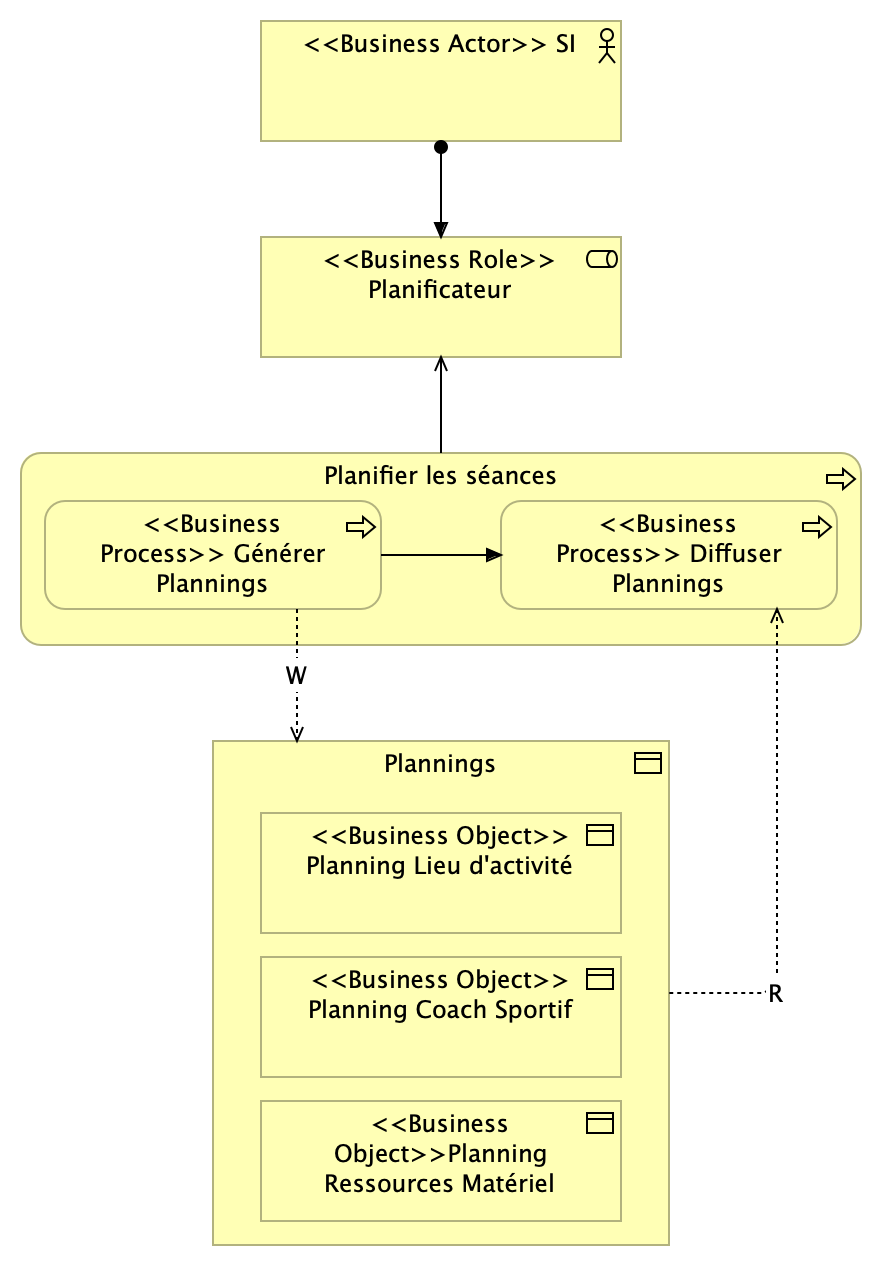 <<Business Actor>> SI
<<Business Role>>
Planificateur
Planifier les séances
<<Business
Process>> Générer
Plannings
<<Business
Process>> Diffuser
Plannings
W
Plannings
<<Business Object>>
Planning Lieu d'activité
<<Business Object>>
Planning Coach Sportif
R
<<Business
Object>>Planning
Ressources Matériel